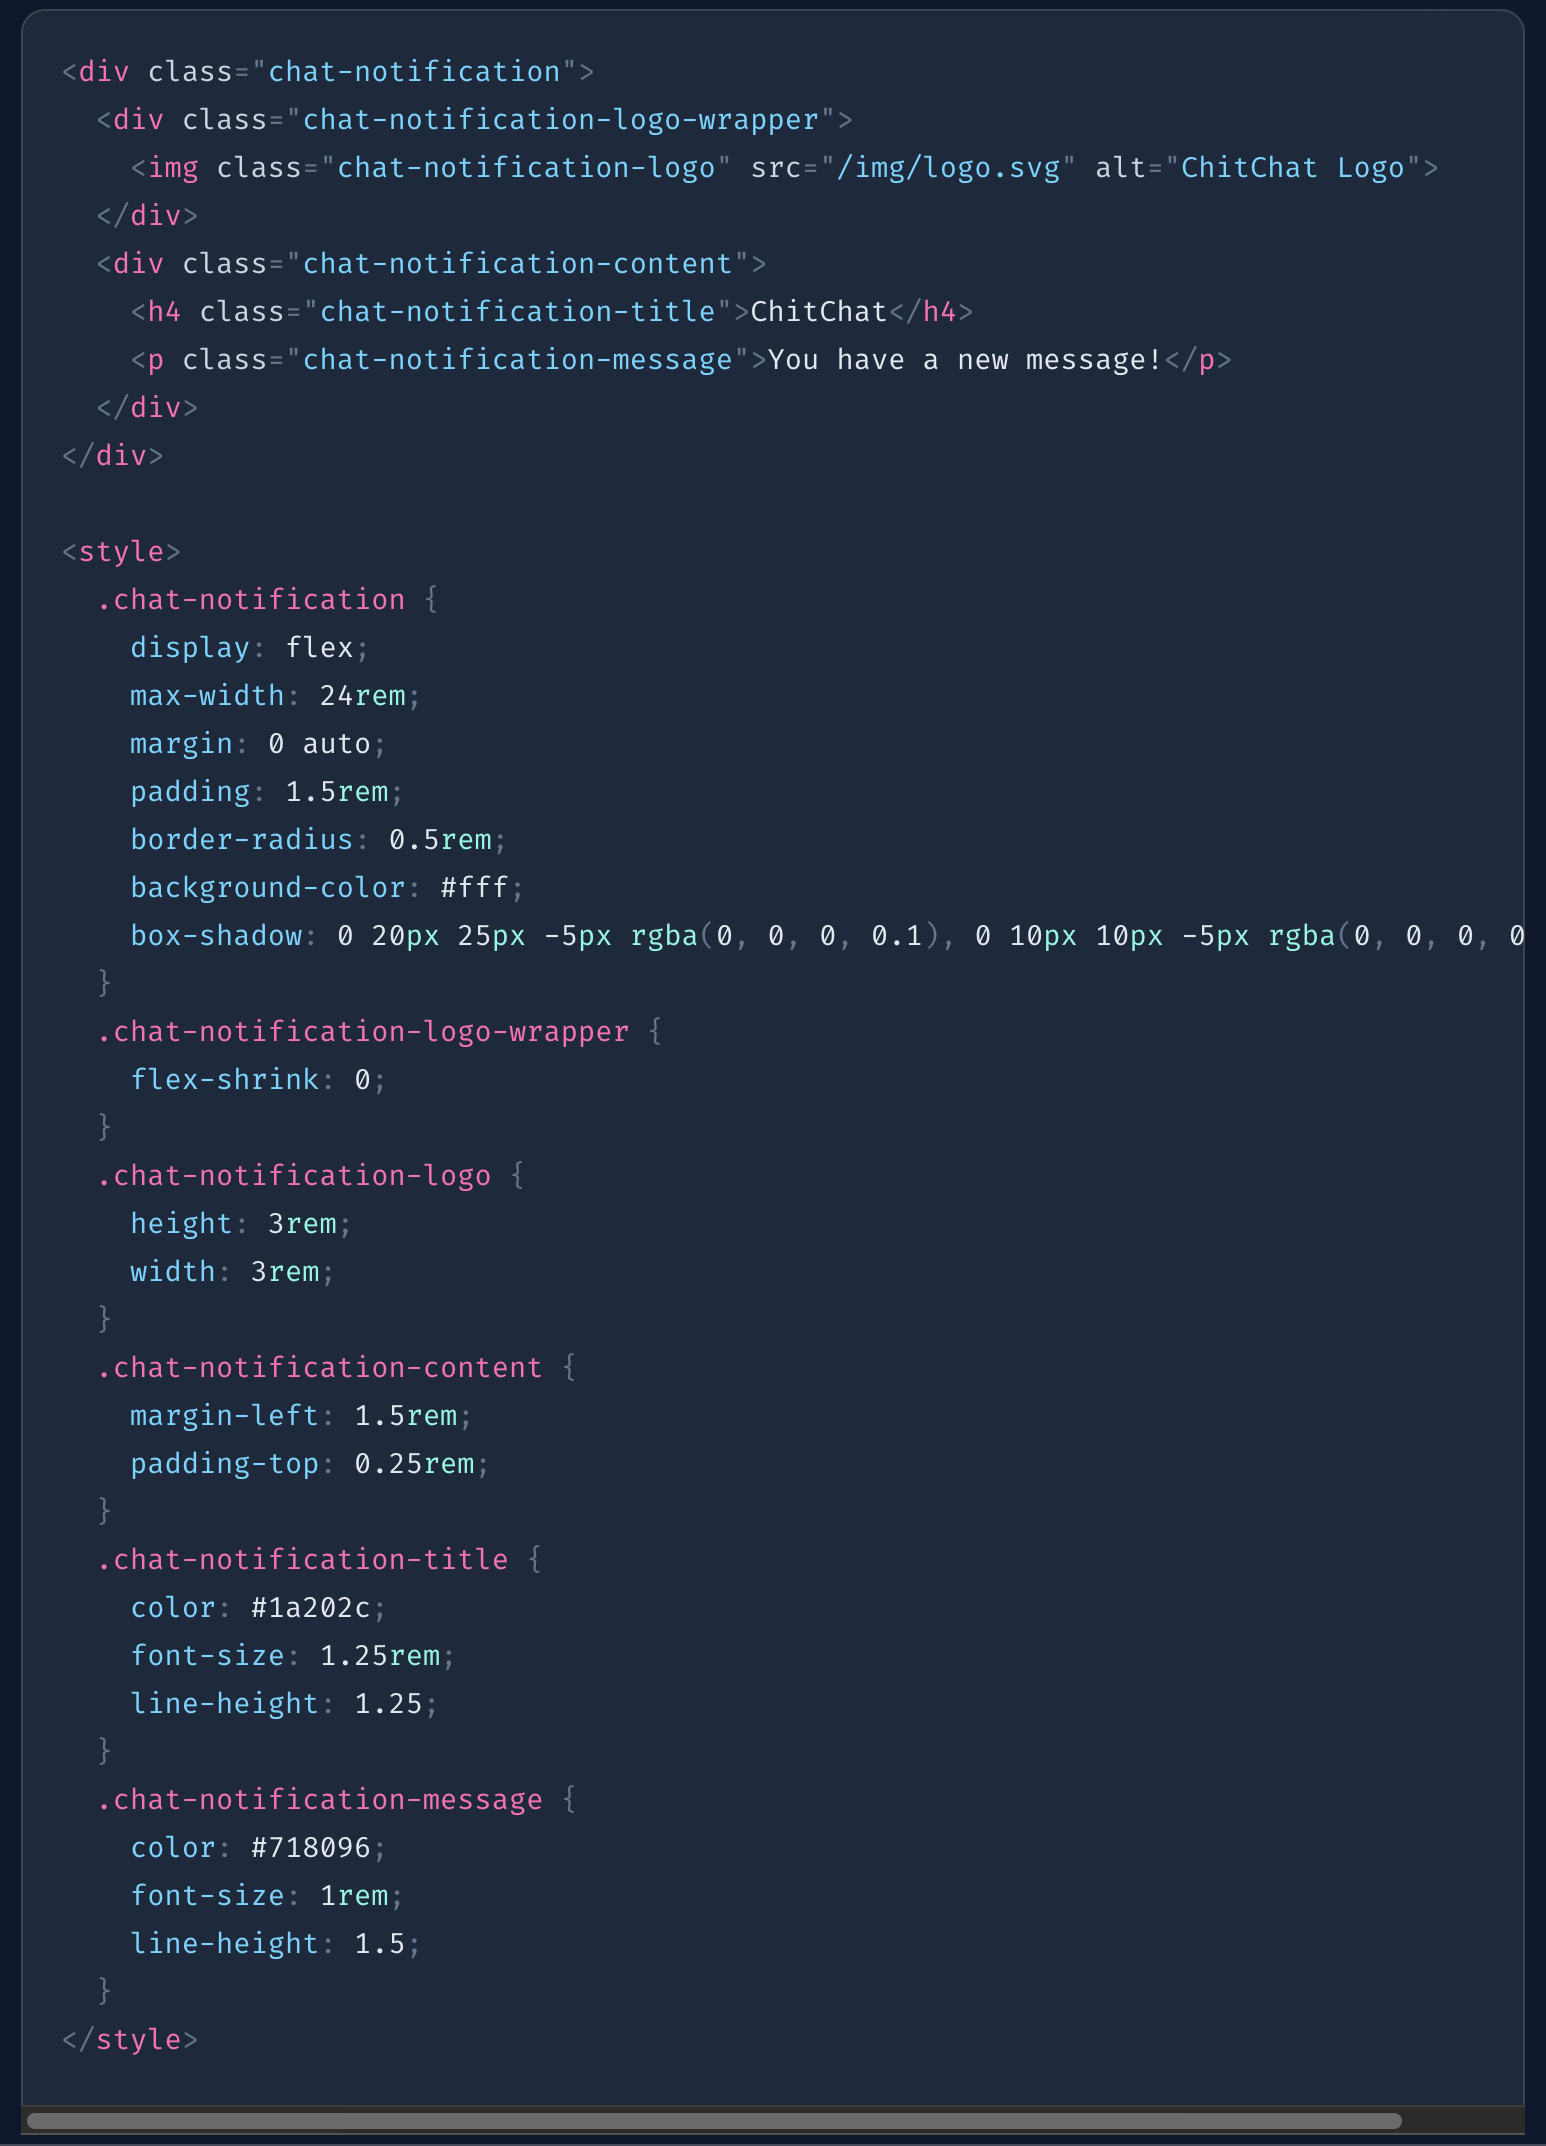 <div class="chat-notification">
  <div class="chat-notification-logo-wrapper">
    <img class="chat-notification-logo" src="/img/logo.svg" alt="ChitChat Logo">
  </div>
  <div class="chat-notification-content">
    <h4 class="chat-notification-title">ChitChat</h4>
    <p class="chat-notification-message">You have a new message!</p>
  </div>
</div>

<style>
  .chat-notification {
    display: flex;
    max-width: 24rem;
    margin: 0 auto;
    padding: 1.5rem;
    border-radius: 0.5rem;
    background-color: #fff;
    box-shadow: 0 20px 25px -5px rgba(0, 0, 0, 0.1), 0 10px 10px -5px rgba(0, 0, 0, 0
  }
  .chat-notification-logo-wrapper {
    flex-shrink: 0;
  }
  .chat-notification-logo {
    height: 3rem;
    width: 3rem;
  }
  .chat-notification-content {
    margin-left: 1.5rem;
    padding-top: 0.25rem;
  }
  .chat-notification-title {
    color: #1a202c;
    font-size: 1.25rem;
    line-height: 1.25;
  }
  .chat-notification-message {
    color: #718096;
    font-size: 1rem;
    line-height: 1.5;
  }
</style>